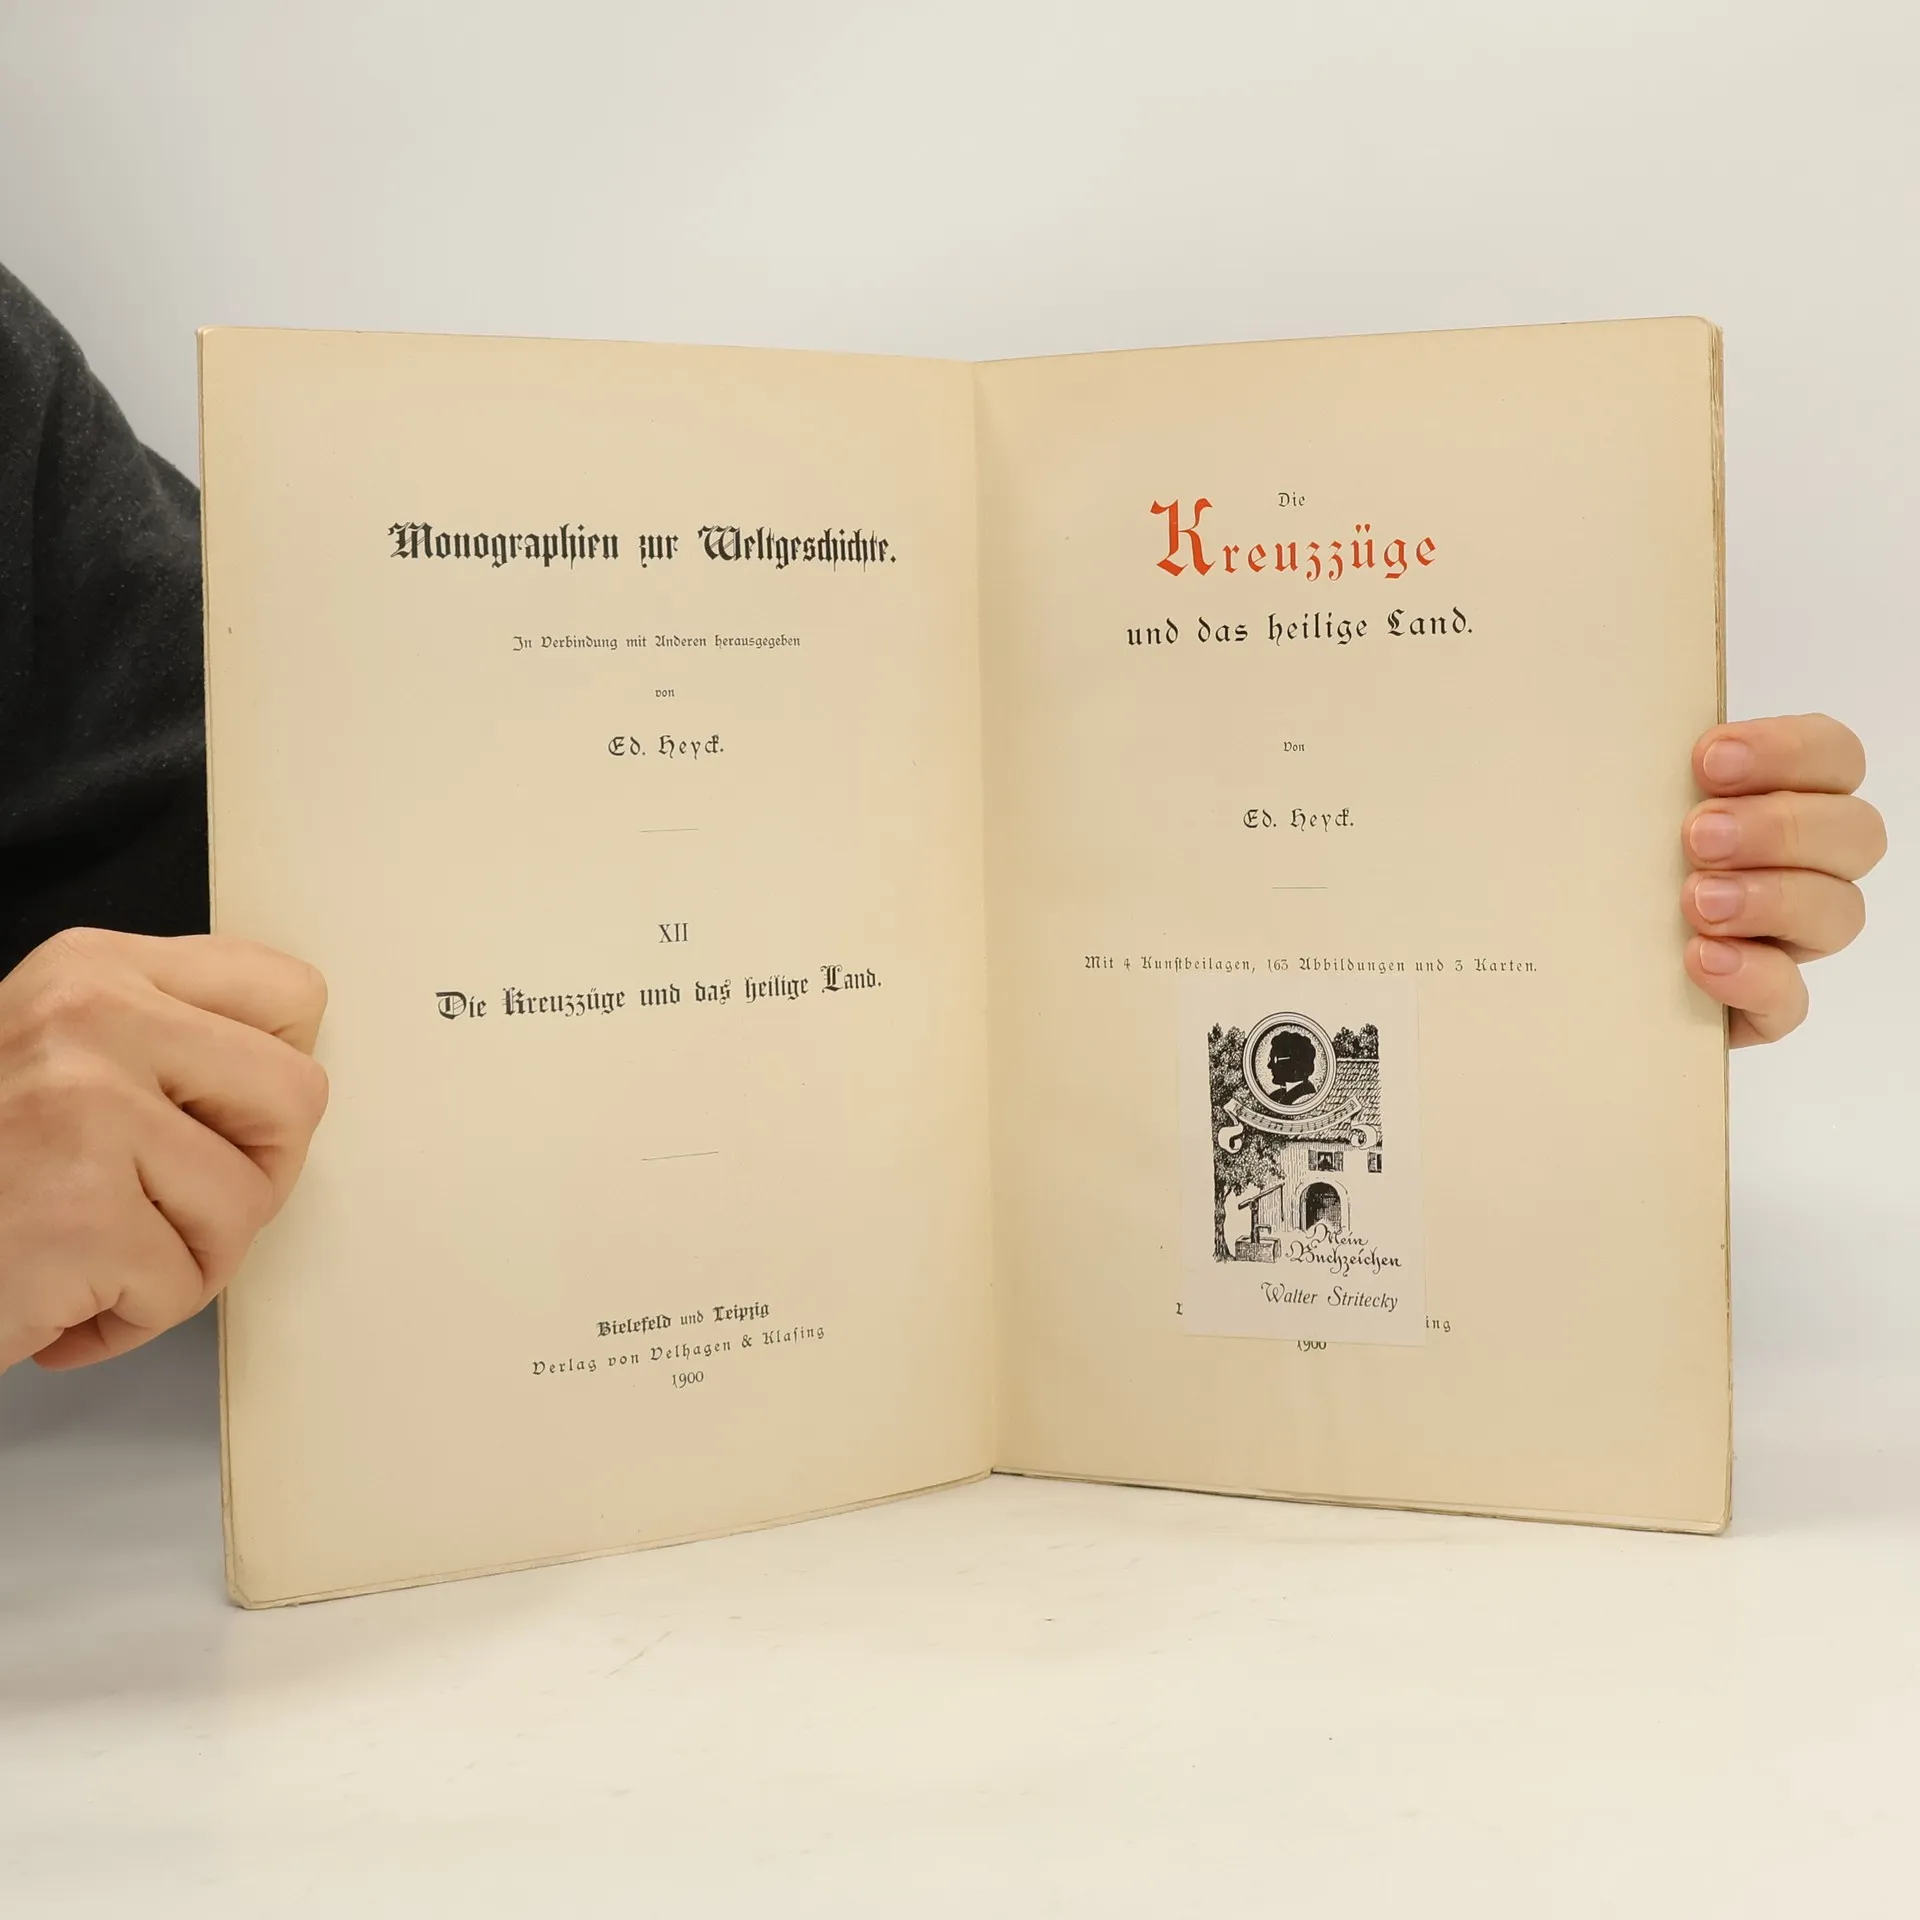 Monographien zur Weltgeschichte.
In Verbindung mit Anderen herausgegeben
von
Ed. Heyck.
XII
Die Kreuzzüge und das heilige Land.
Bielefeld und Leipzig
Verlag von Velhagen & Klasing
1900
Die
Kreuzzüge
und das heilige Land.
Von
Ed. Heyck.
Mit 4 Kunstbeilagen, 163 Abbildungen und 3 Karten.
Mein
Buchzeichen
Walter Stritecky
ing
1900